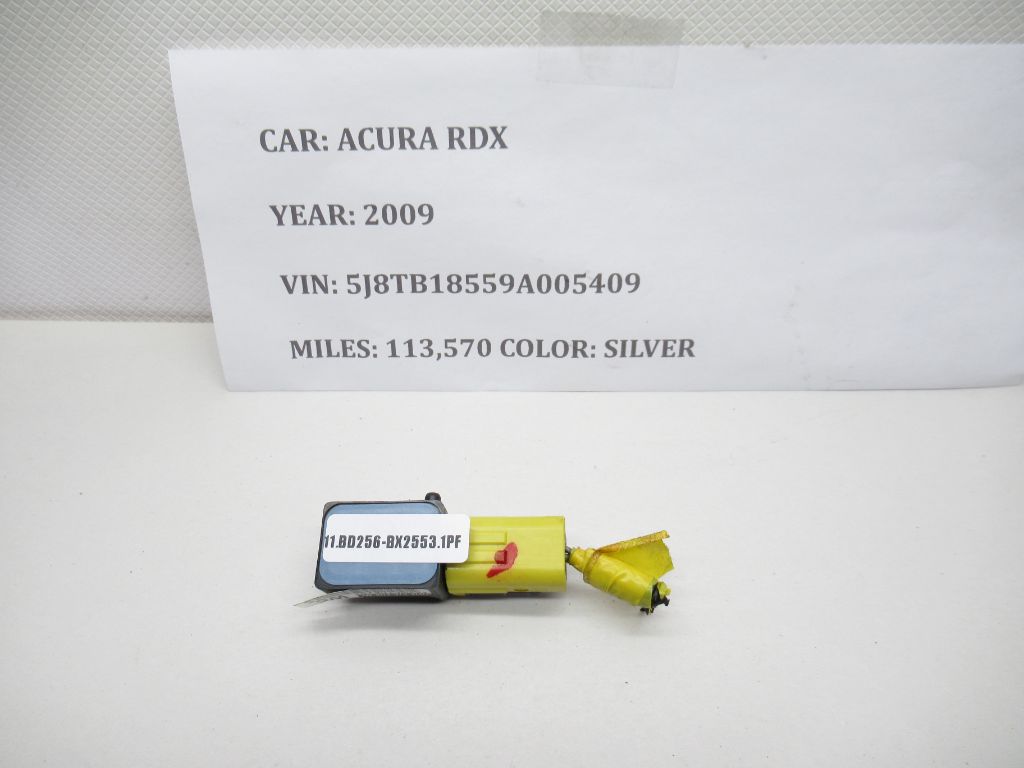 CAR: ACURA RDX
YEAR: 2009
VIN: 5J8TB18559A005409
MILES: 113,570 COLOR: SILVER
11.BD256-BX2553.1PF